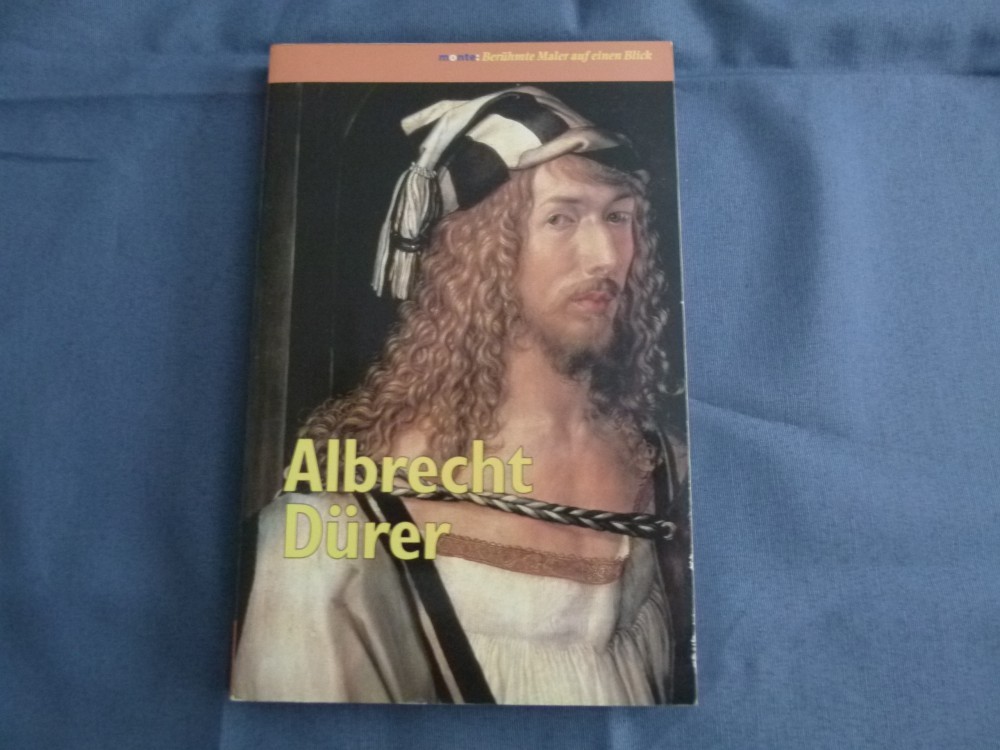 monte: Berühmte Maler auf einen Blick
Albrecht
Dürer